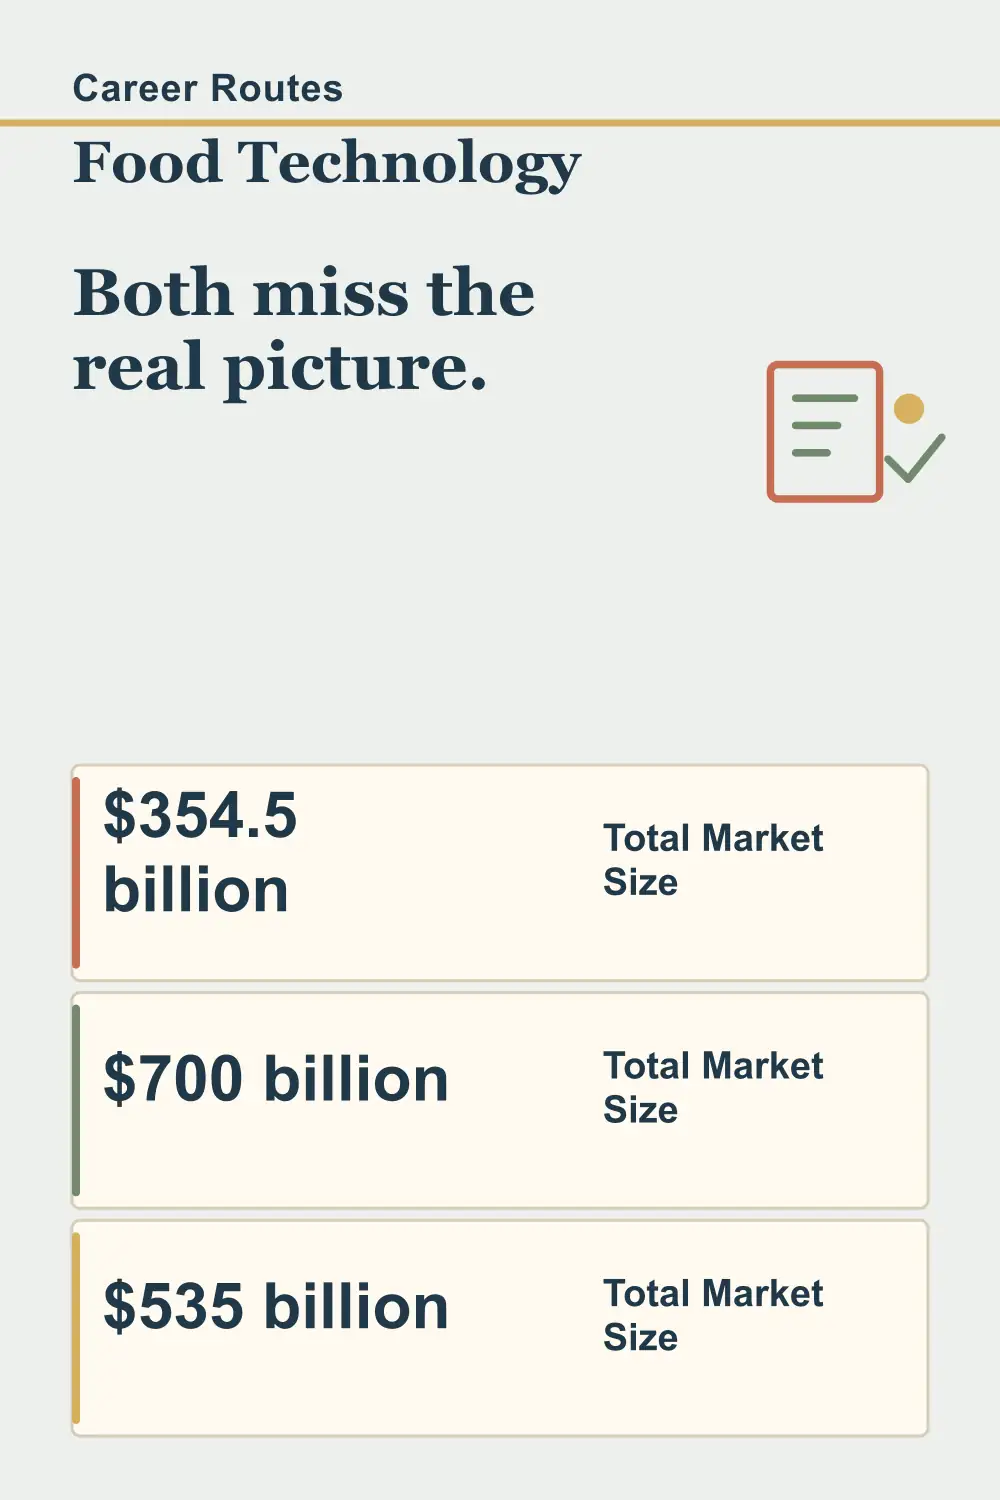 Career Routes
Food Technology
Both miss the
real picture.
$354.5
billion
Total Market
Size
$700 billion
Total Market
Size
$535 billion
Total Market
Size